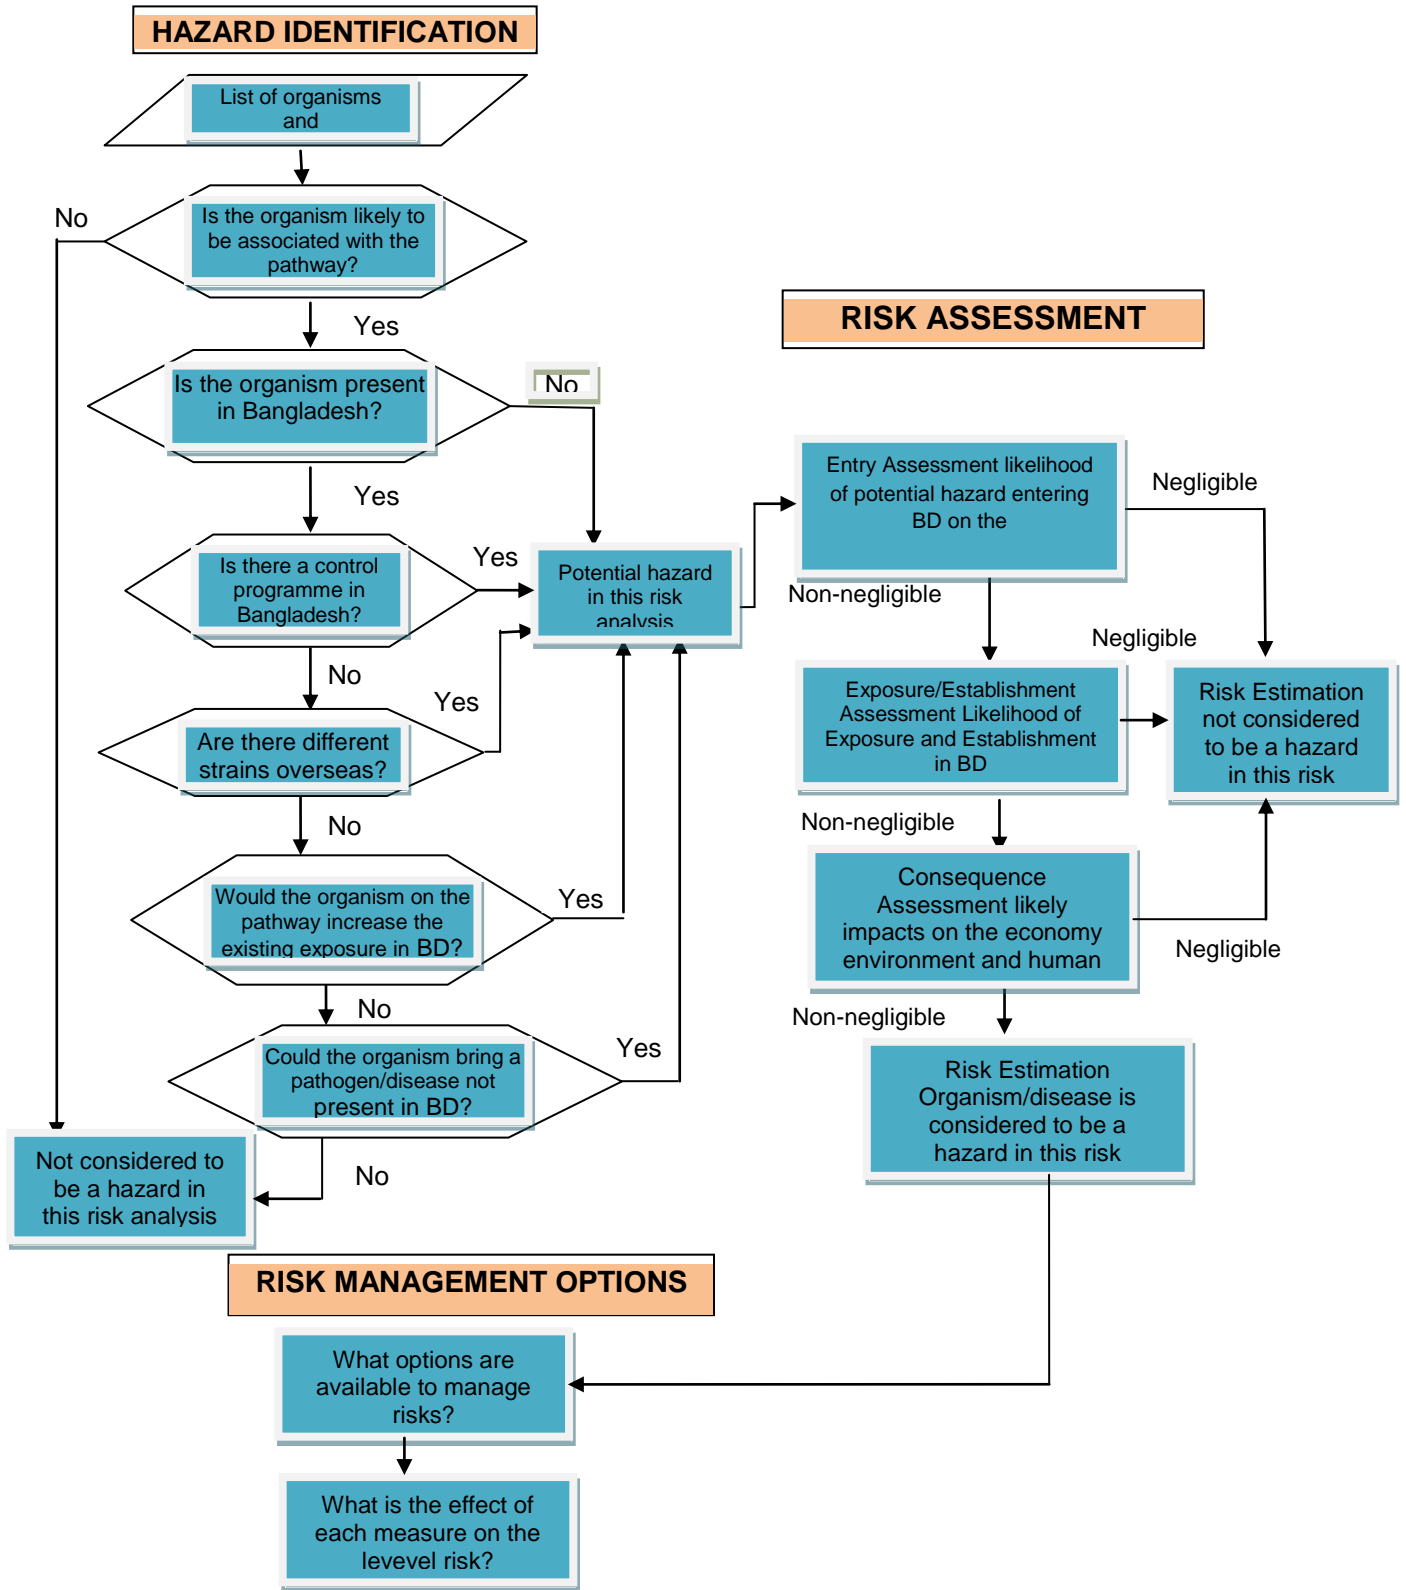 HAZARD IDENTIFICATION
List of organisms
and
Is the organism likely to
be associated with the
pathway?
No
Yes
Is the organism present
in Bangladesh?
No
Yes
Is there a control
programme in
Bangladesh?
Yes
No
Are there different
strains overseas?
Yes
No
Would the organism on the
pathway increase the
existing exposure in BD?
Yes
No
Could the organism bring a
pathogen/disease not
present in BD?
Yes
No
Not considered to
be a hazard in
this risk analysis
Potential hazard
in this risk
analysis
RISK ASSESSMENT
Entry Assessment likelihood
of potential hazard entering
BD on the
Negligible
Non-negligible
Exposure/Establishment
Assessment Likelihood of
Exposure and Establishment
in BD
Negligible
Risk Estimation
not considered
to be a hazard
in this risk
Non-negligible
Consequence
Assessment likely
impacts on the economy
environment and human
Negligible
Non-negligible
Risk Estimation
Organism/disease is
considered to be a
hazard in this risk
RISK MANAGEMENT OPTIONS
What options are
available to manage
risks?
What is the effect of
each measure on the
levevel risk?